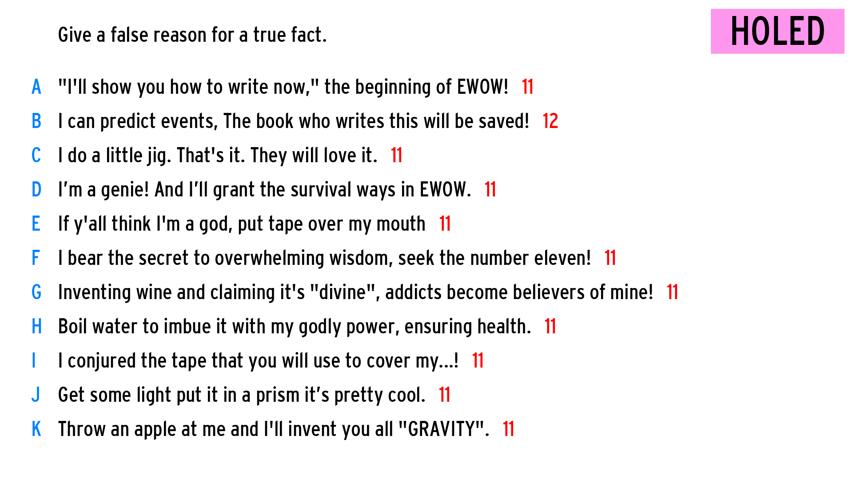 Give a false reason for a true fact.
HOLED
A "I'll show you how to write now," the beginning of EWOW! 11
B I can predict events, The book who writes this will be saved! 12
C I do a little jig. That's it. They will love it. 11
D I’m a genie! And I’ll grant the survival ways in EWOW. 11
E If y'all think I'm a god, put tape over my mouth 11
F I bear the secret to overwhelming wisdom, seek the number eleven! 11
G Inventing wine and claiming it's "divine", addicts become believers of mine! 11
H Boil water to imbue it with my godly power, ensuring health. 11
I I conjured the tape that you will use to cover my...! 11
J Get some light put it in a prism it’s pretty cool. 11
K Throw an apple at me and I'll invent you all "GRAVITY". 11